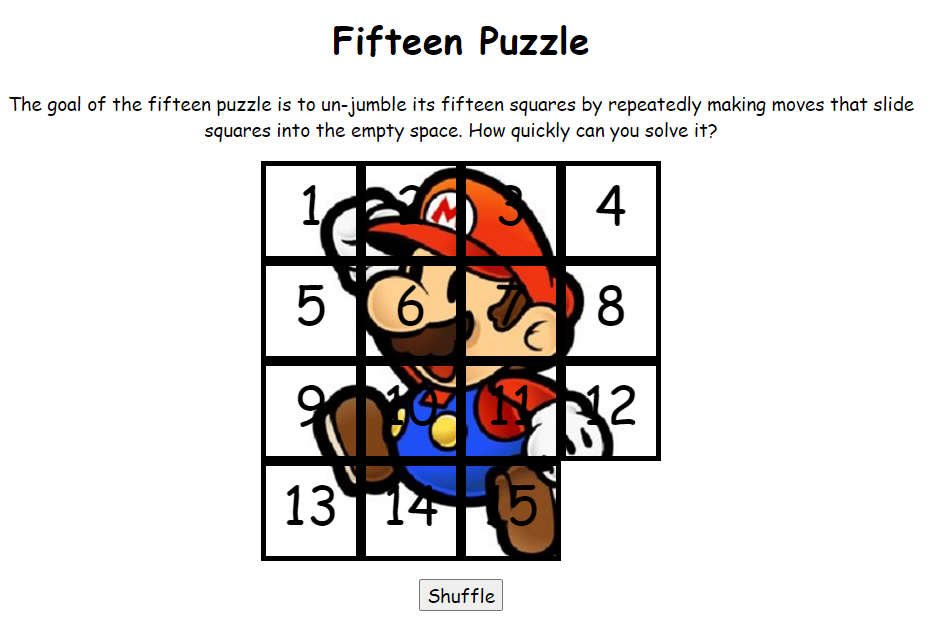 Fifteen Puzzle
The goal of the fifteen puzzle is to un-jumble its fifteen squares by repeatedly making moves that slide
squares into the empty space. How quickly can you solve it?
1 2 3 4
M
5 6 7 8
9 10 11 12
13 14 15
Shuffle